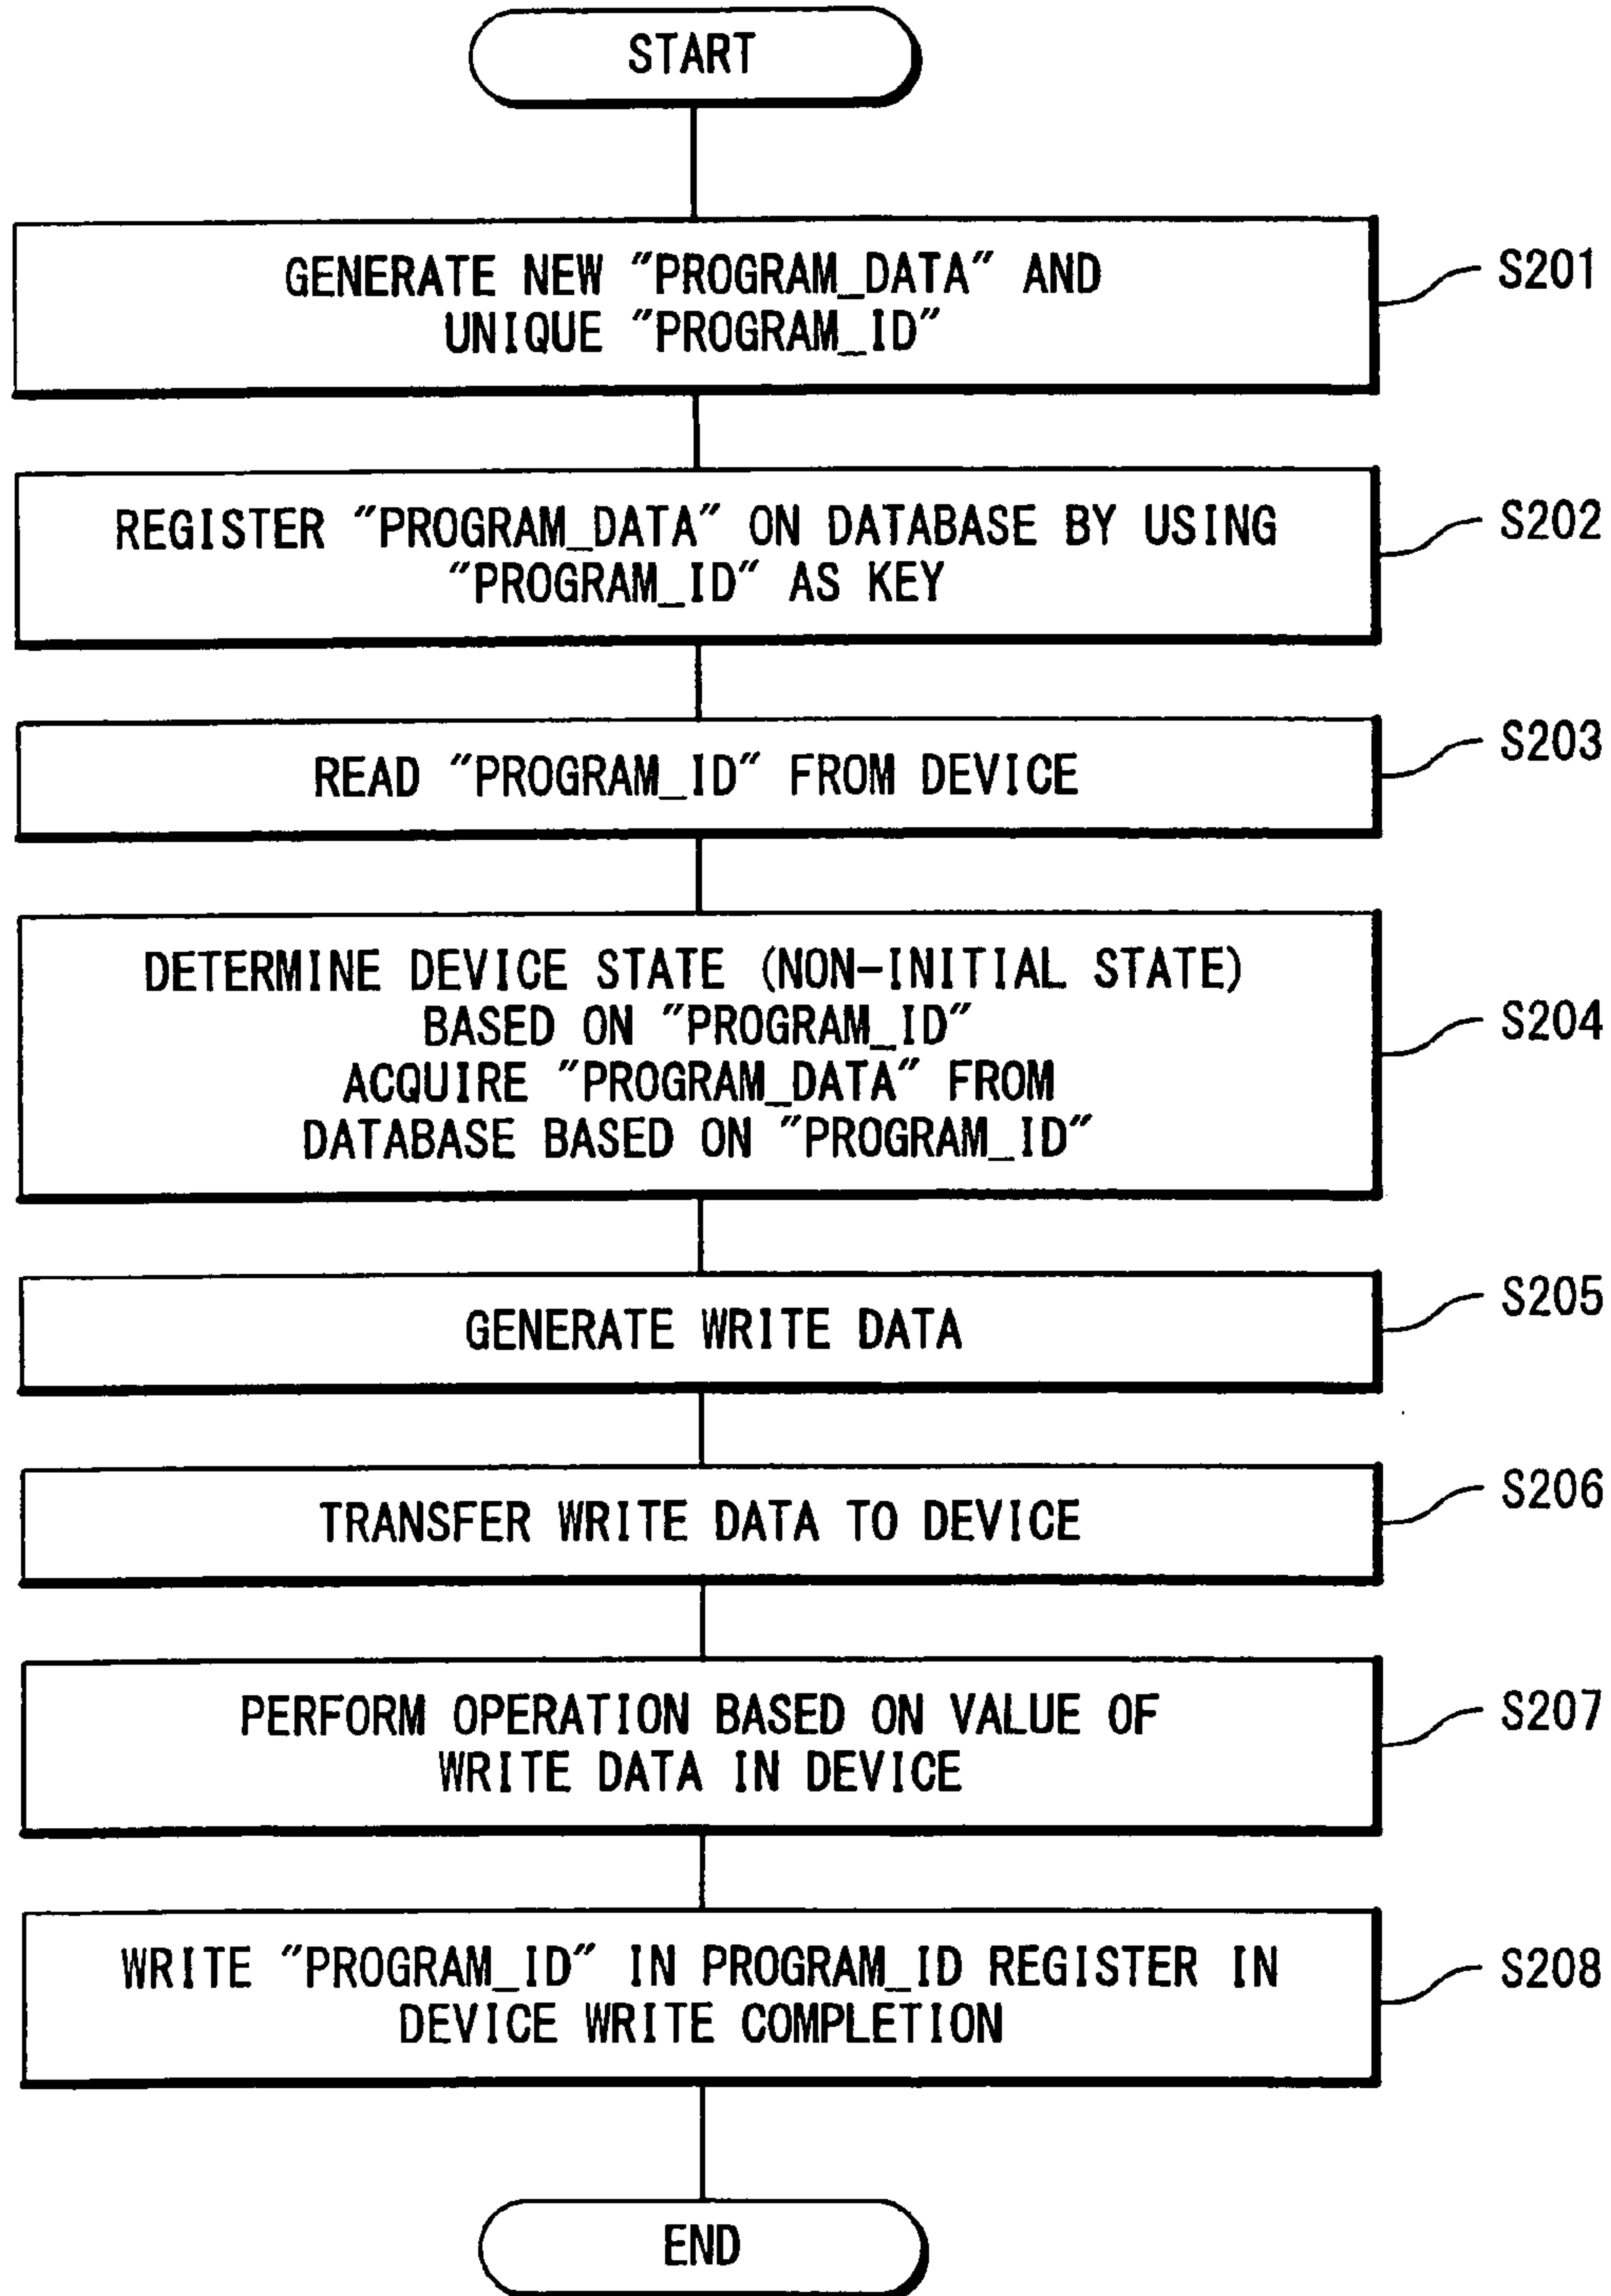 START
GENERATE NEW "PROGRAM_DATA" AND
UNIQUE "PROGRAM_ID"
S201
REGISTER "PROGRAM_DATA" ON DATABASE BY USING
"PROGRAM_ID" AS KEY
S202
READ "PROGRAM_ID" FROM DEVICE
S203
DETERMINE DEVICE STATE (NON-INITIAL STATE)
BASED ON "PROGRAM_ID"
ACQUIRE "PROGRAM_DATA" FROM
DATABASE BASED ON "PROGRAM_ID"
S204
GENERATE WRITE DATA
S205
TRANSFER WRITE DATA TO DEVICE
S206
PERFORM OPERATION BASED ON VALUE OF
WRITE DATA IN DEVICE
S207
WRITE "PROGRAM_ID" IN PROGRAM_ID REGISTER IN
DEVICE WRITE COMPLETION
S208
END